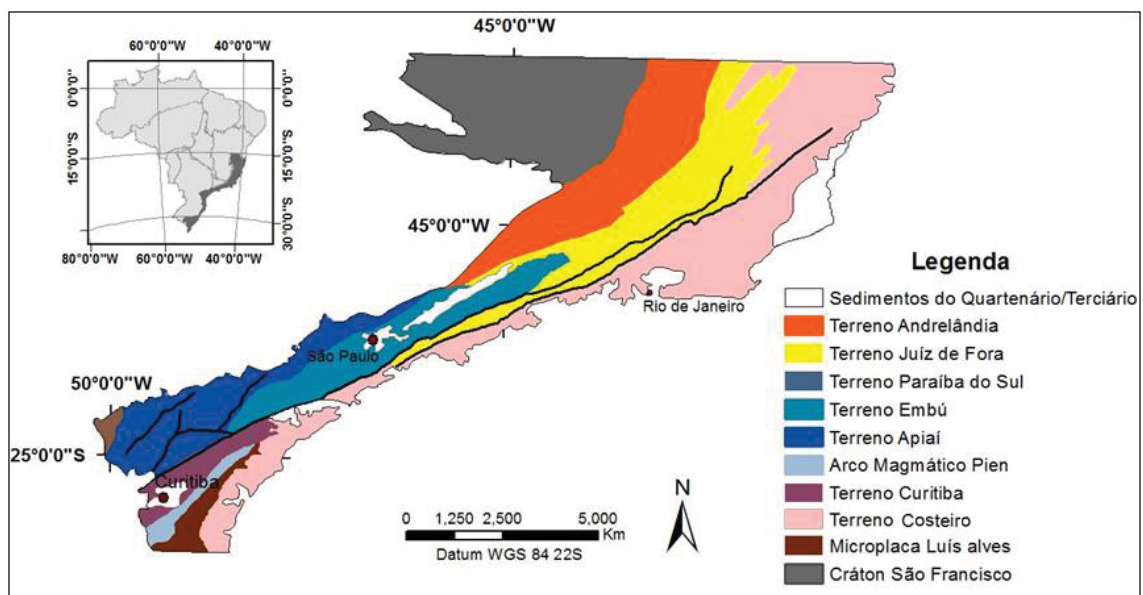 60°0'0"W
40°0'0"W
0°0'0"S
15°0'0"S
30°0'0"S
0°0'0"S
15°0'0"S
80°0'0"W
60°0'0"W
40°0'0"W
45°0'0"W
45°0'0"W
50°0'0"W
25°0'0"S
Rio de Janeiro
São Paulo
Curitiba
N
0 1,250 2,500 5,000
Km
Datum WGS 84 22S
Legenda
Sedimentos do Quartenário/Terciário
Terreno Andrelândia
Terreno Juíz de Fora
Terreno Paraíba do Sul
Terreno Embú
Terreno Apiaí
Arco Magmático Pien
Terreno Curitiba
Terreno Costeiro
Microplaca Luís alves
Cráton São Francisco